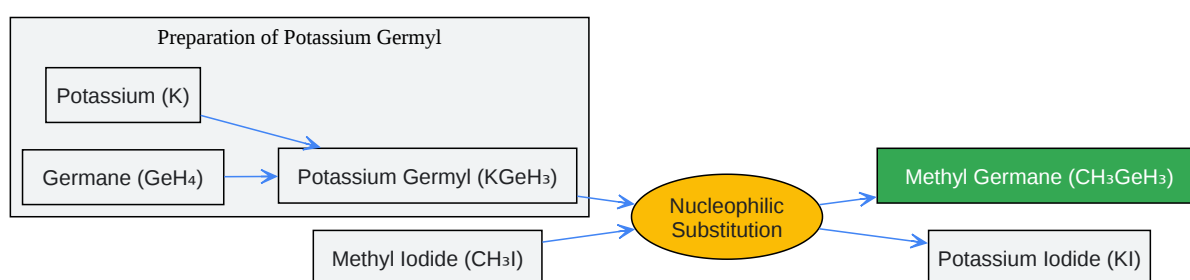 Preparation of Potassium Germyl
Potassium (K)
Germane (GeH₄)
Potassium Germyl (KGeH₃)
Methyl Iodide (CH₃I)
Nucleophilic
Substitution
Methyl Germane (CH₃GeH₃)
Potassium Iodide (KI)